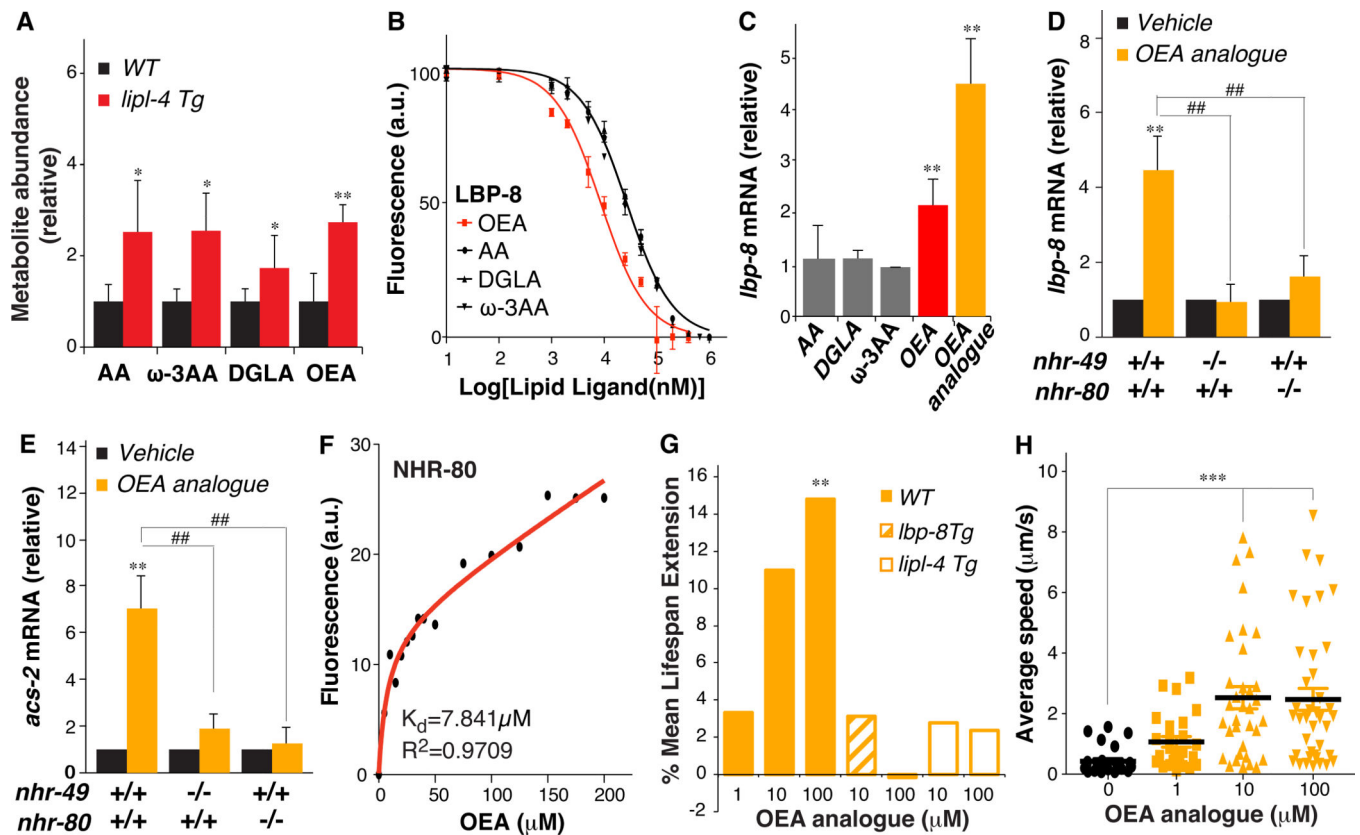 A
Metabolite abundance
(relative)
6
4
2
0
WT
lipl-4 Tg
*
*
*
**
AA
ω-3AA
DGLA
OEA
B
Fluorescence (a.u.)
100
50
0
LBP-8
OEA
AA
DGLA
ω-3AA
1 2 3 4 5 6
Log[Lipid Ligand(nM)]
C
lbp-8 mRNA (relative)
5
4
3
2
1
0
**
**
AA
DGLA
ω-3AA
OEA
OEA
analogue
D
lbp-8 mRNA (relative)
8
6
4
2
0
Vehicle
OEA analogue
**
##
##
nhr-49 +/+ -/- +/+
nhr-80 +/+ +/+ -/-
E
acs-2 mRNA (relative)
14
12
10
8
6
4
2
0
Vehicle
OEA analogue
**
##
##
nhr-49 +/+ -/- +/+
nhr-80 +/+ +/+ -/-
F
Fluorescence (a.u.)
30
20
10
0
NHR-80
Kd=7.841µM
R²=0.9709
0 50 100 150 200
OEA (µM)
G
% Mean Lifespan Extension
16
14
12
10
8
6
4
2
0
-2
**
WT
lbp-8Tg
lipl-4 Tg
1 10 100 10 100 10 100
OEA analogue (µM)
H
Average speed (µm/s)
10
8
6
4
2
0
***
0 1 10 100
OEA analogue (µM)